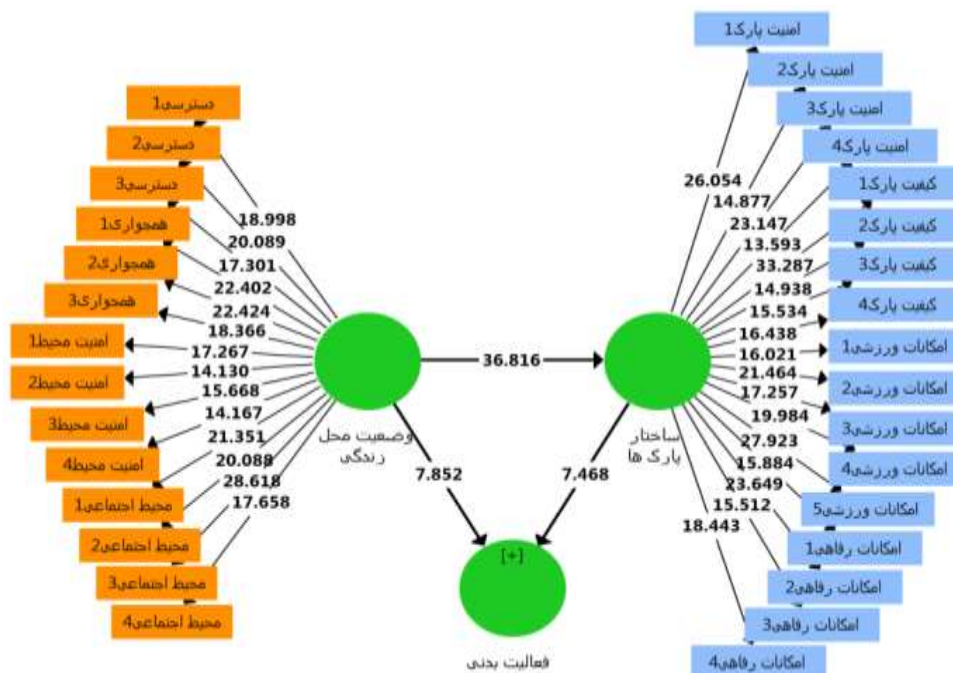 امنیت پارک1
امنیت پارک2
امنیت پارک3
امنیت پارک4
کیفیت پارک1
کیفیت پارک2
کیفیت پارک3
کیفیت پارک4
امکانات ورزشی1
امکانات ورزشی2
امکانات ورزشی3
امکانات ورزشی4
امکانات ورزشی5
امکانات رفاهی1
امکانات رفاهی2
امکانات رفاهی3
امکانات رفاهی4
26.054
14.877
23.147
13.593
33.287
14.938
15.534
16.438
16.021
21.464
17.257
19.984
27.923
15.884
23.649
15.512
18.443
ساختار
پارک ها
36.816
وضعیت محل
زندگی
7.852
7.468
[+]
فعالیت بدنی
18.998
20.089
17.301
22.402
22.424
18.366
17.267
14.130
15.668
14.167
21.351
20.088
28.618
17.658
دسترسی1
دسترسی2
دسترسی3
همجواری1
همجواری2
همجواری3
امنیت محیط1
امنیت محیط2
امنیت محیط3
امنیت محیط4
محیط اجتماعی1
محیط اجتماعی2
محیط اجتماعی3
محیط اجتماعی4